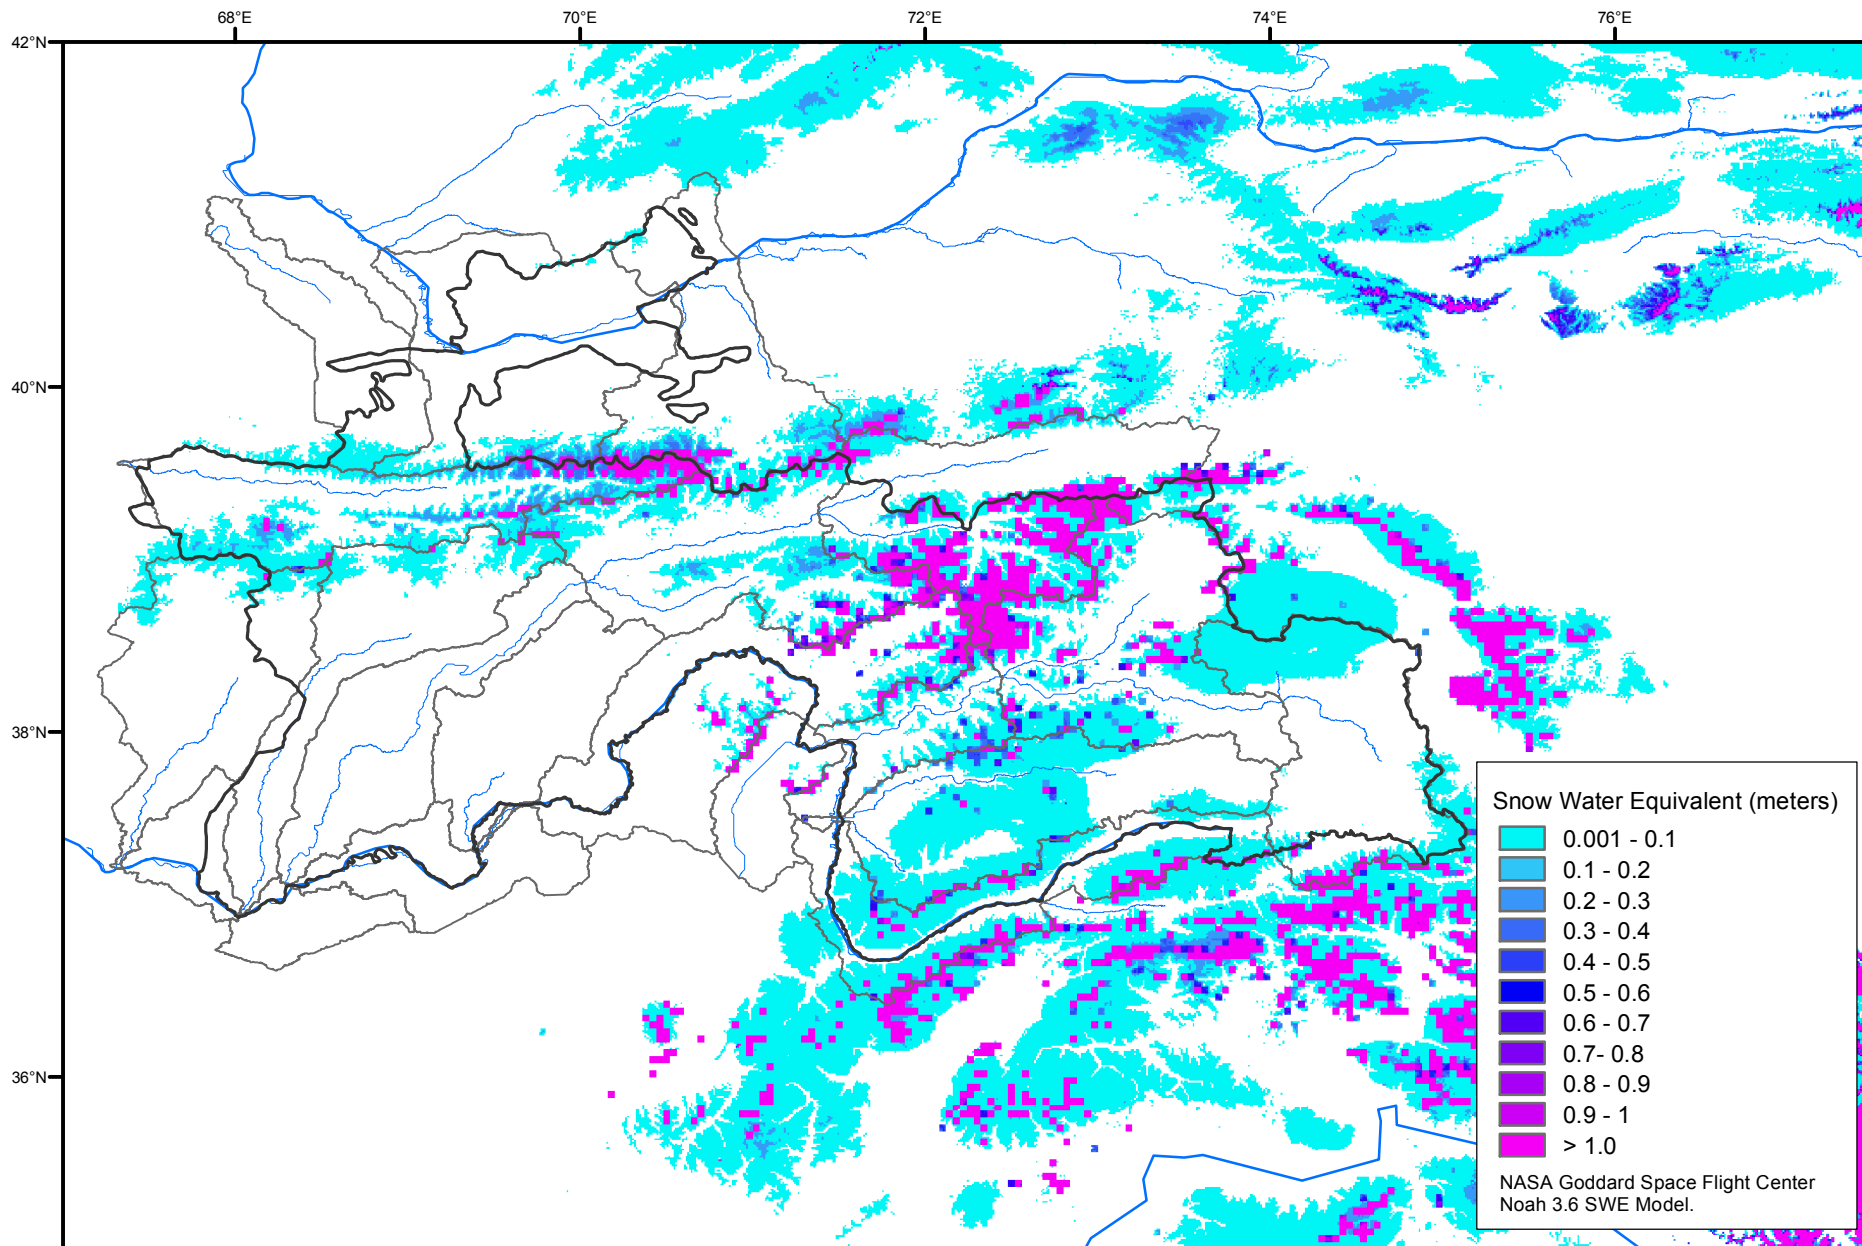 68°E
70°E
72°E
74°E
76°E
42°N
40°N
38°N
36°N
Snow Water Equivalent (meters)
0.001 - 0.1
0.1 - 0.2
0.2 - 0.3
0.3 - 0.4
0.4 - 0.5
0.5 - 0.6
0.6 - 0.7
0.7- 0.8
0.8 - 0.9
0.9 - 1
> 1.0
NASA Goddard Space Flight Center
Noah 3.6 SWE Model.